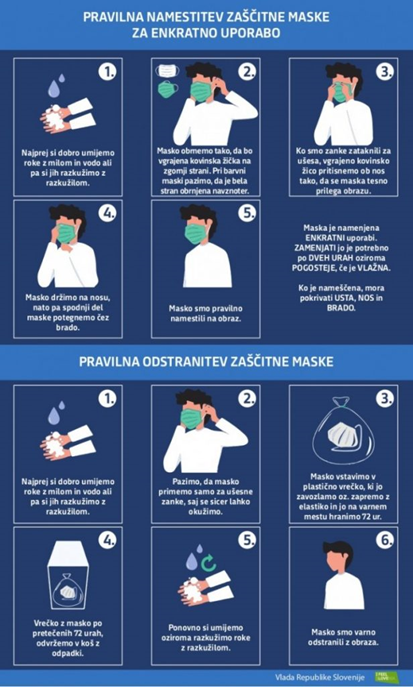 PRAVILNA NAMESTITEV ZAŠČITNE MASKE
ZA ENKRATNO UPORABO
1.
Najprej si dobro umijemo
roke z milom in vodo ali
pa si jih razkužimo z
razkužilom.
2.
Masko obrnemo tako, da bo
vgrajena kovinska žička na
zgornji strani. Pri barvni
maski pazimo, da je bela
stran obrnjena navznoter.
3.
Ko smo zanke zataknili za
ušesa, vgrajeno kovinsko
žico pritisnemo ob nos
tako, da se maska tesno
prilega obrazu.
4.
Masko držimo na nosu,
nato pa spodnji del
maske potegnemo čez
brado.
5.
Masko smo pravilno
namestili na obraz.
Maska je namenjena
ENKRATNI uporabi.
ZAMENJATI jo je potrebno
po DVEH URAH oziroma
POGOSTEJE, če je VLAŽNA.
Ko je nameščena, mora
pokrivati USTA, NOS in
BRADO.
PRAVILNA ODSTRANITEV ZAŠČITNE MASKE
1.
Najprej si dobro umijemo
roke z milom in vodo ali
pa si jih razkužimo z
razkužilom.
2.
Pazimo, da masko
primemo samo za ušesne
zanke, saj se sicer lahko
okužimo.
3.
Masko vstavimo v
plastično vrečko, ki jo
zavozlamo oz. zapremo z
elastiko in jo na varnem
mestu hranimo 72 ur.
4.
Vrečko z masko po
pretečenih 72 urah,
odvržemo v koš z
odpadki.
5.
Ponovno si umijemo
oziroma razkužimo roke
z razkužilom.
6.
Masko smo varno
odstranili z obraza.
Vlada Republike Slovenije
I FEEL
SLOVENIA